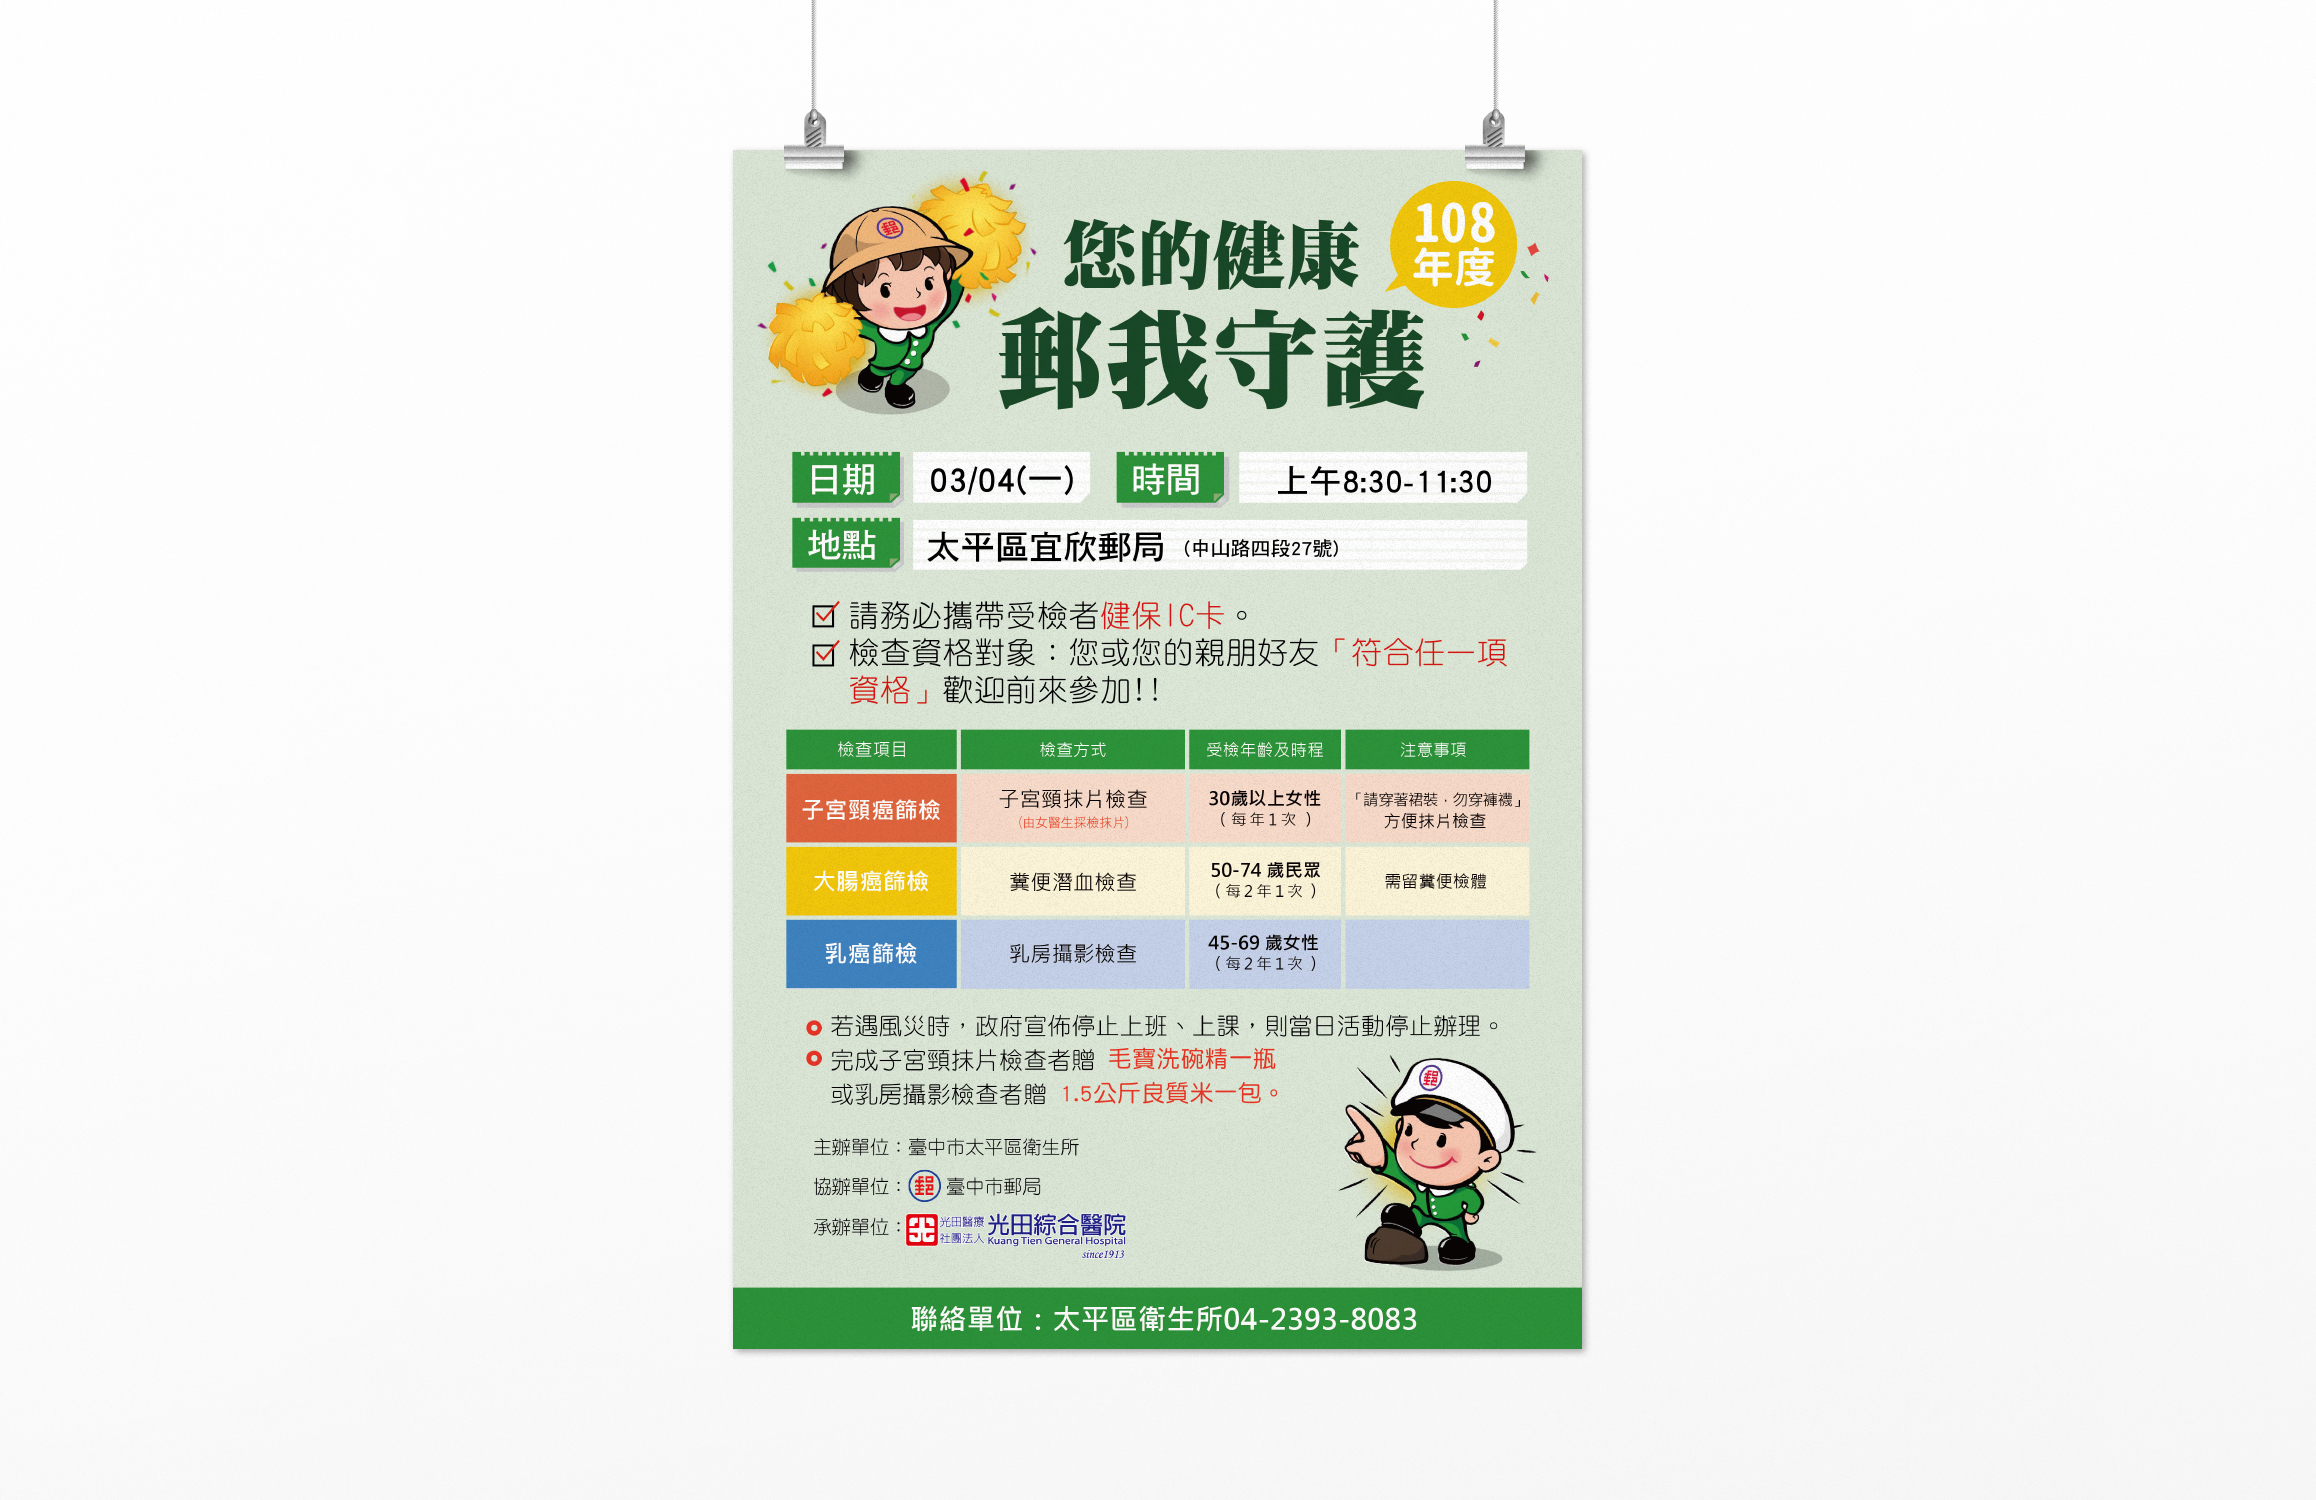 108
年度
您的健康
郵我守護
日期 03/04(一) 時間 上午8:30-11:30
地點 太平區宜欣郵局 (中山路四段27號)
請務必攜帶受檢者健保IC卡。
檢查資格對象：您或您的親朋好友「符合任一項
資格」歡迎前來參加!!
檢查項目 檢查方式 受檢年齡及時程 注意事項
子宮頸癌篩檢 子宮頸抹片檢查 (由女醫生採檢抹片) 30歲以上女性 (每年1次) 「請穿著裙裝．勿穿褲襪」方便抹片檢查
大腸癌篩檢 糞便潛血檢查 50-74 歲民眾 (每2年1次) 需留糞便檢體
乳癌篩檢 乳房攝影檢查 45-69 歲女性 (每2年1次)
若遇風災時，政府宣佈停止上班、上課，則當日活動停止辦理。
完成子宮頸抹片檢查者贈 毛寶洗碗精一瓶
或乳房攝影檢查者贈 1.5公斤良質米一包。
主辦單位：臺中市太平區衛生所
協辦單位：郵 臺中市郵局
承辦單位：光田醫療社團法人 光田綜合醫院
Kuang Tien General Hospital
since1913
聯絡單位：太平區衛生所04-2393-8083